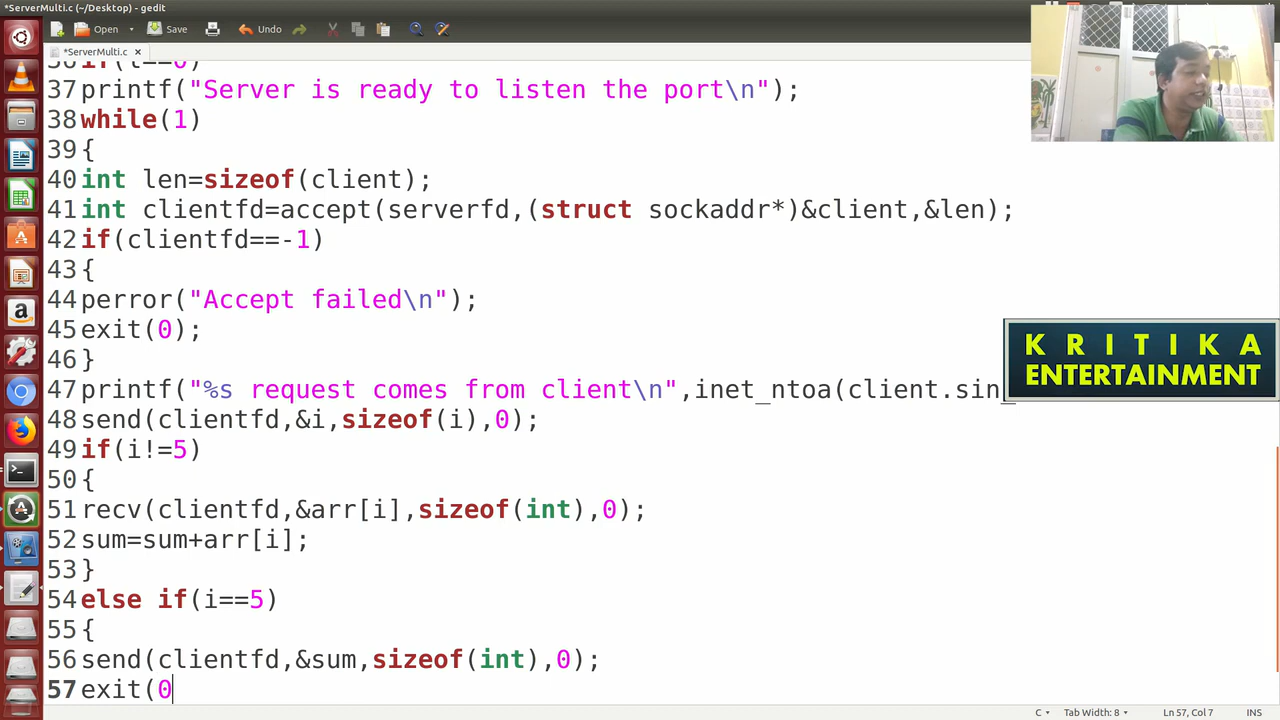 *ServerMulti.c (~/Desktop) - gedit
Open Save Undo
*ServerMulti.c ×
37 printf("Server is ready to listen the port\n");
38 while(1)
39 {
40 int len=sizeof(client);
41 int clientfd=accept(serverfd,(struct sockaddr*)&client,&len);
42 if(clientfd==-1)
43 {
44 perror("Accept failed\n");
45 exit(0);
46 }
47 printf("%s request comes from client\n",inet_ntoa(client.sin_
48 send(clientfd,&i,sizeof(i),0);
49 if(i!=5)
50 {
51 recv(clientfd,&arr[i],sizeof(int),0);
52 sum=sum+arr[i];
53 }
54 else if(i==5)
55 {
56 send(clientfd,&sum,sizeof(int),0);
57 exit(0
KRITIKA
ENTERTAINMENT
C Tab Width: 8 Ln 57, Col 7 INS